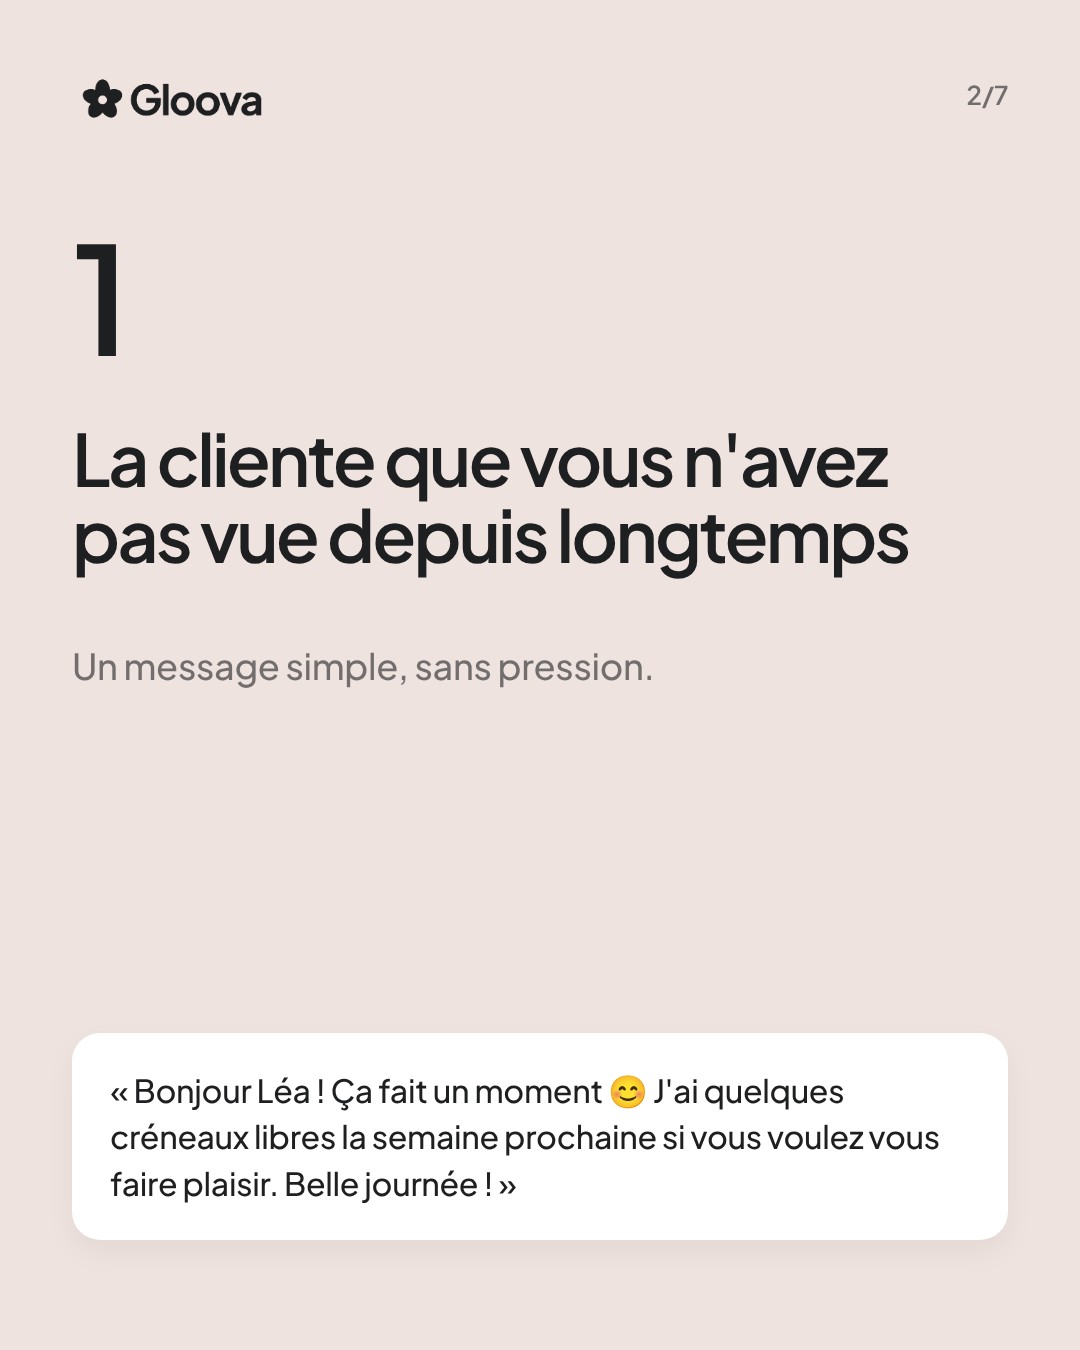 Gloova
2/7
1
La cliente que vous n'avez
pas vue depuis longtemps
Un message simple, sans pression.
« Bonjour Léa ! Ça fait un moment 😊 J'ai quelques
créneaux libres la semaine prochaine si vous voulez vous
faire plaisir. Belle journée ! »